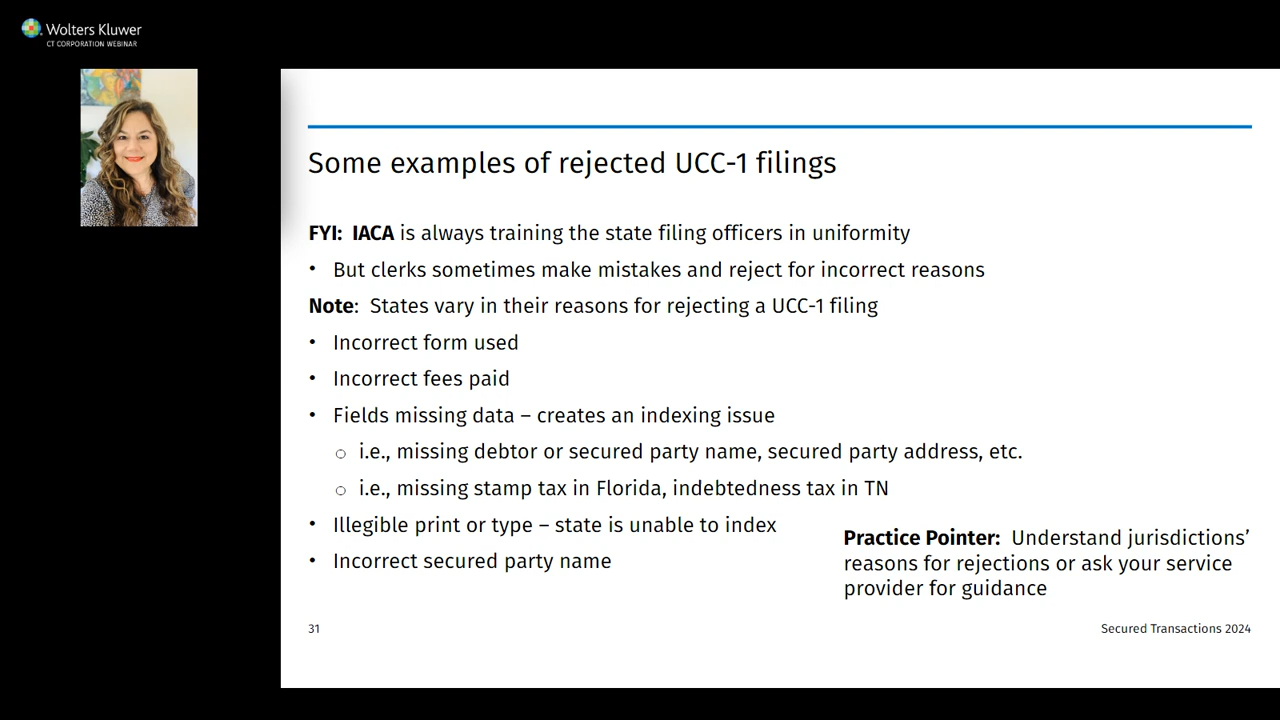 Wolters Kluwer
CT CORPORATION WEBINAR
Some examples of rejected UCC-1 filings
FYI: IACA is always training the state filing officers in uniformity
• But clerks sometimes make mistakes and reject for incorrect reasons
Note: States vary in their reasons for rejecting a UCC-1 filing
• Incorrect form used
• Incorrect fees paid
• Fields missing data – creates an indexing issue
○ i.e., missing debtor or secured party name, secured party address, etc.
○ i.e., missing stamp tax in Florida, indebtedness tax in TN
• Illegible print or type – state is unable to index
• Incorrect secured party name
Practice Pointer: Understand jurisdictions’
reasons for rejections or ask your service
provider for guidance
31
Secured Transactions 2024